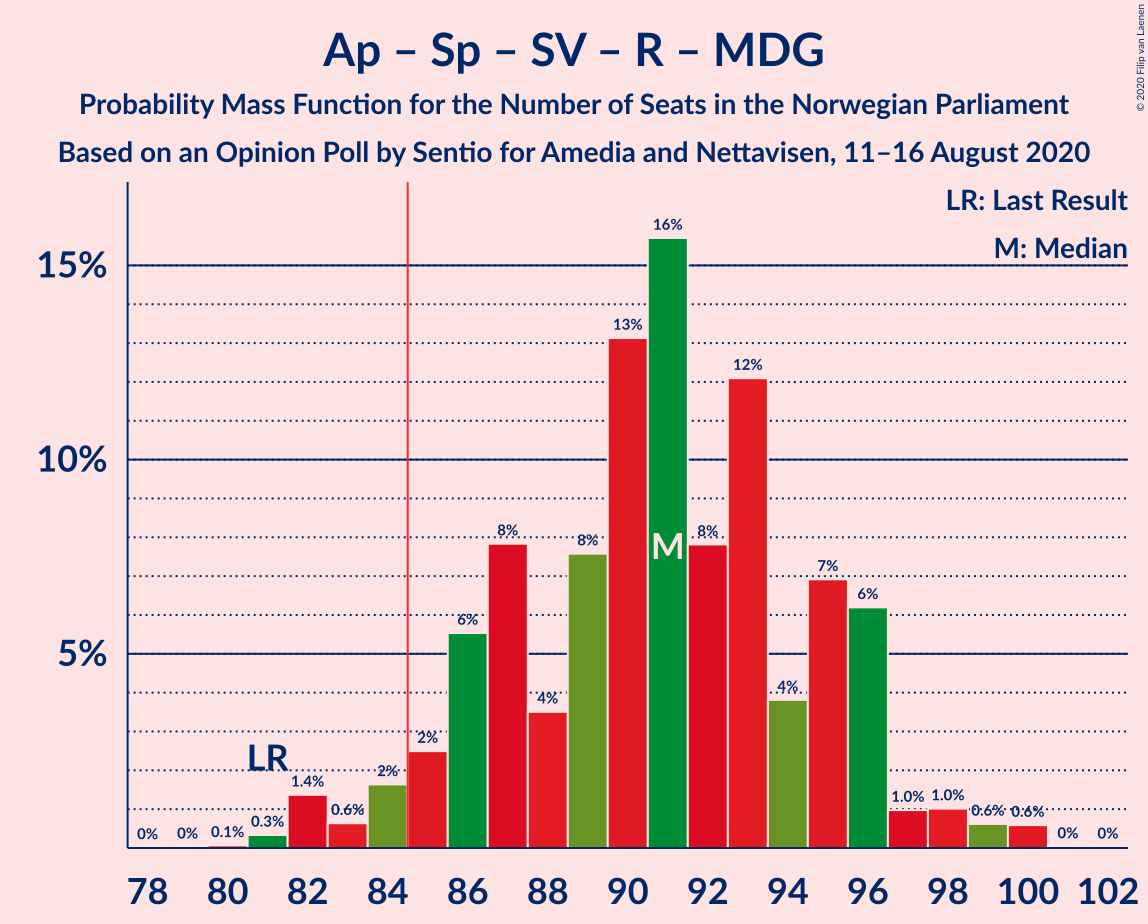 Ap – Sp – SV – R – MDG
Probability Mass Function for the Number of Seats in the Norwegian Parliament
Based on an Opinion Poll by Sentio for Amedia and Nettavisen, 11–16 August 2020
© 2020 Filip van Laenen
LR: Last Result
M: Median
15%
10%
5%
0% 0% 0.1% 0.3% 1.4% 0.6% 2% 2% 6% 8% 4% 8% 13% 16% 8% 12% 4% 7% 6% 1.0% 1.0% 0.6% 0.6% 0% 0%
LR
M
78 80 82 84 86 88 90 92 94 96 98 100 102